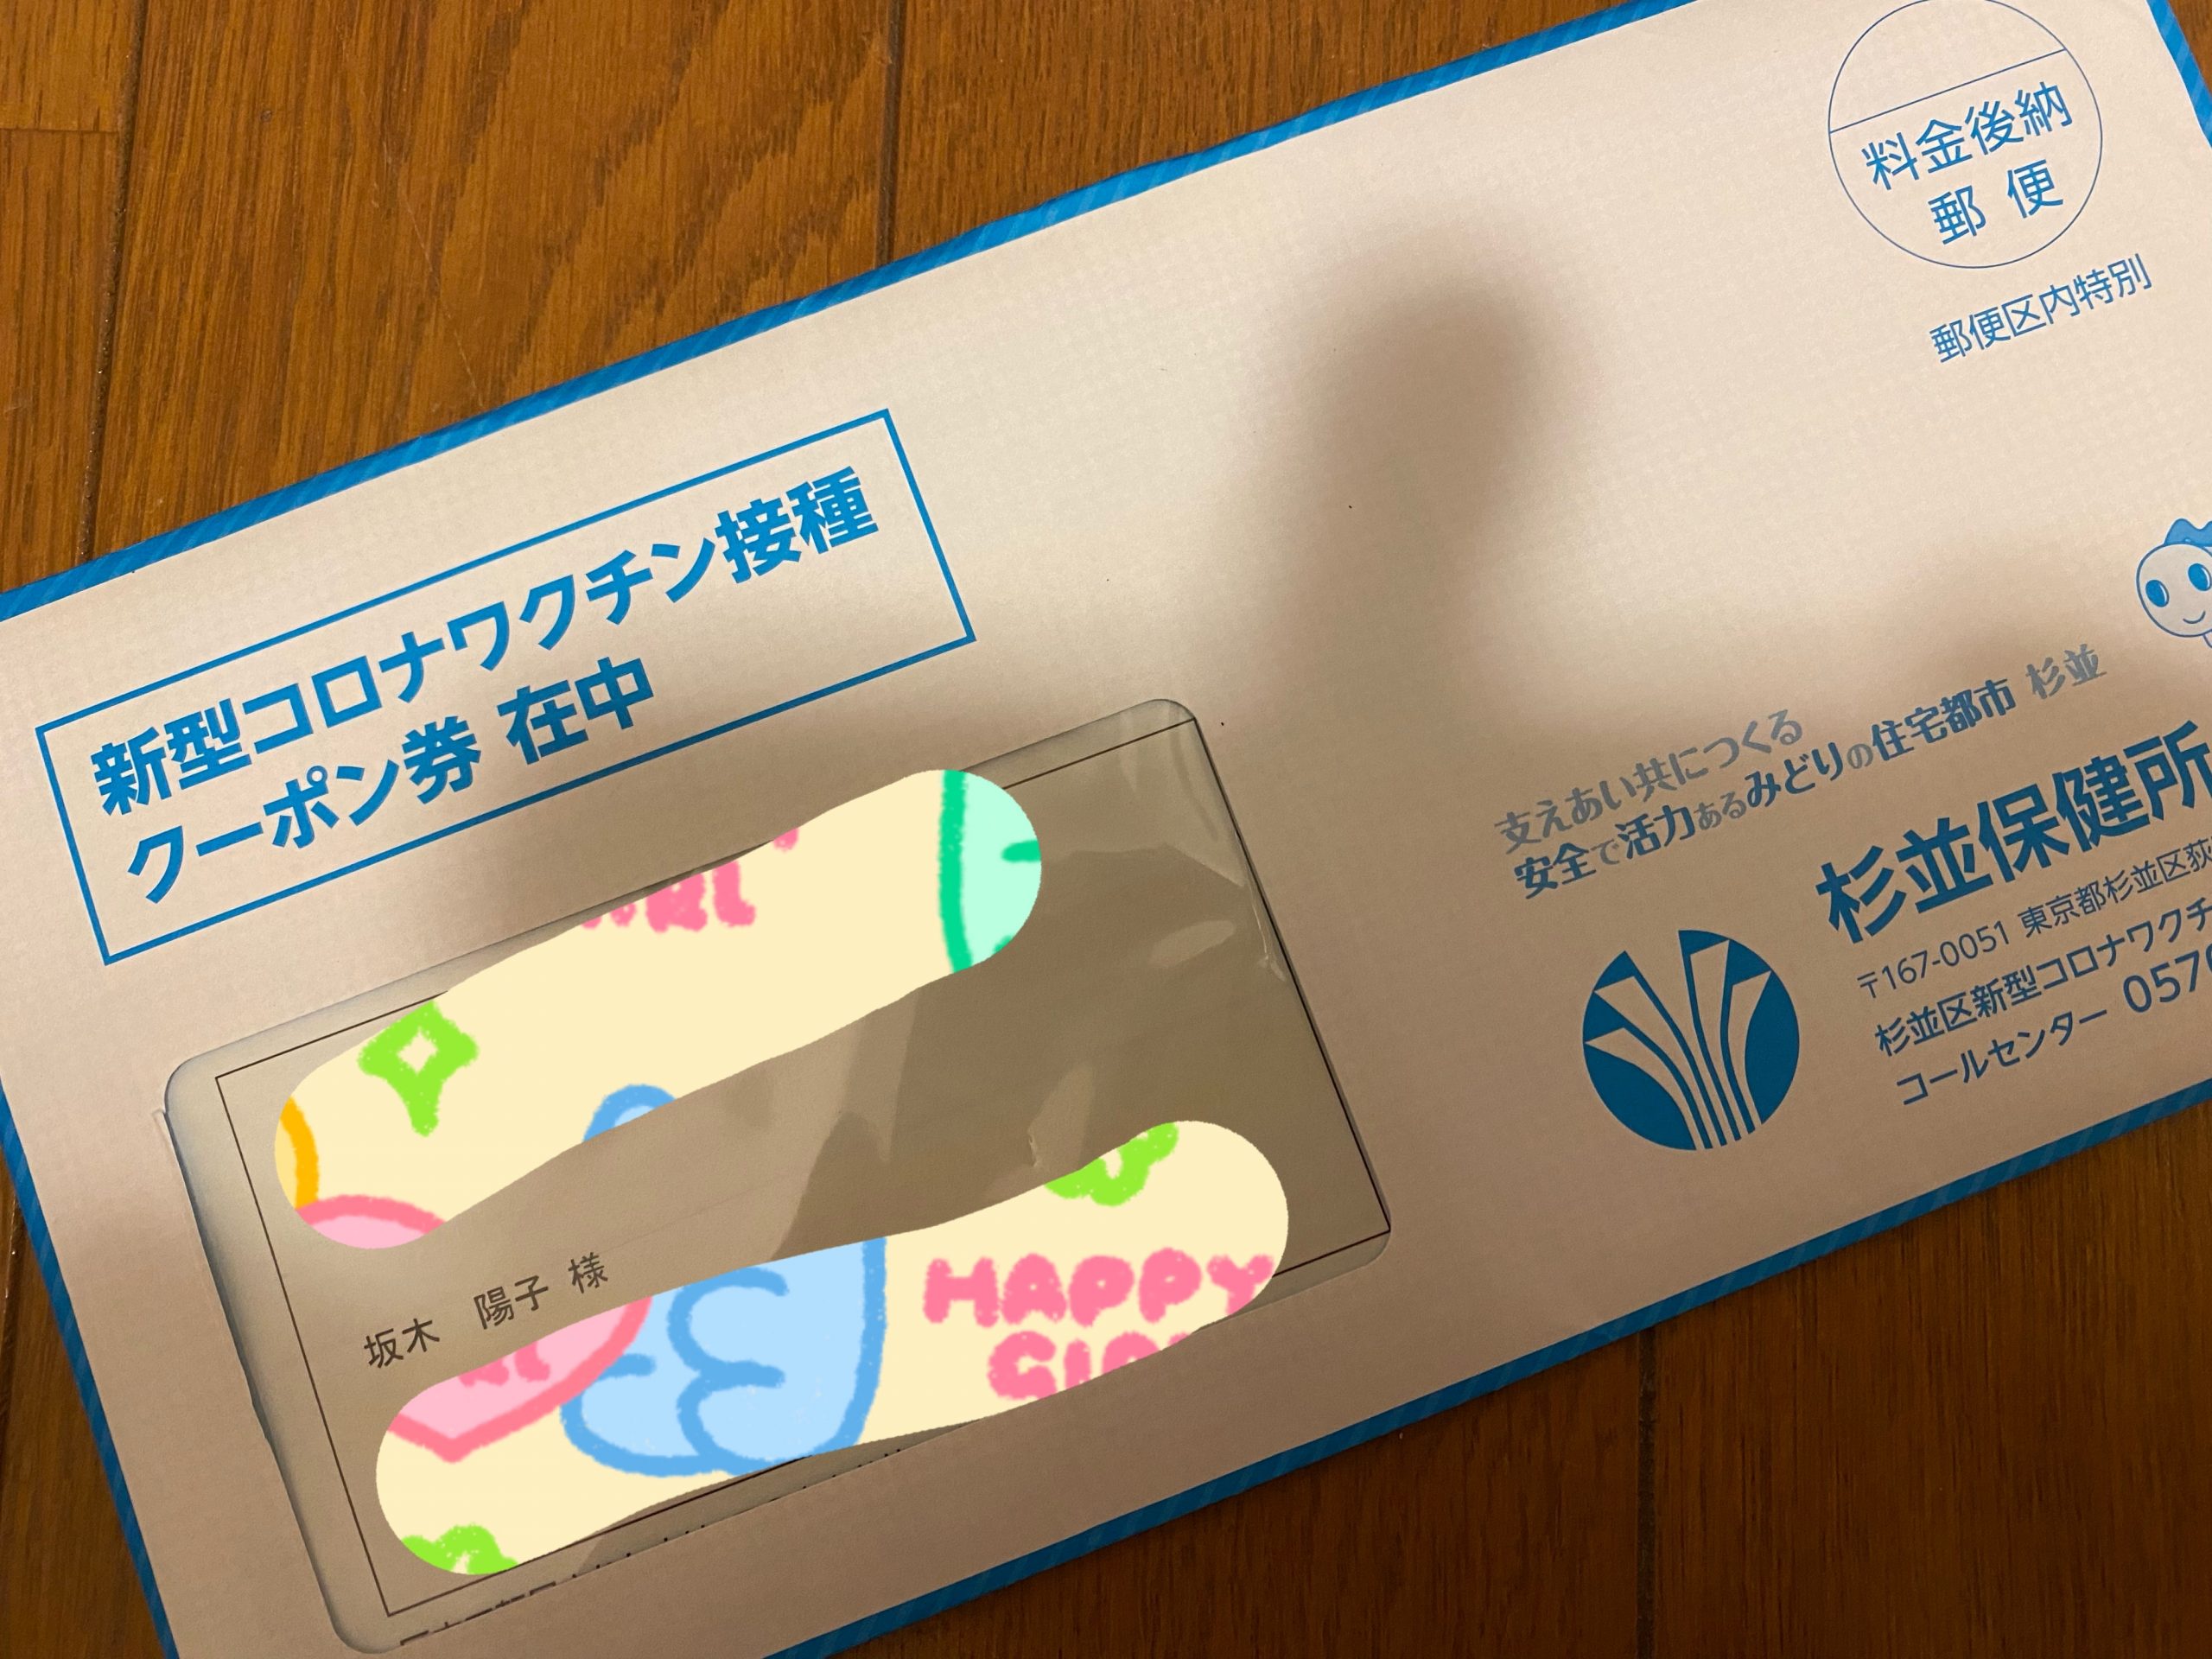 料金後納
郵便
郵便区内特別
新型コロナワクチン接種
クーポン券 在中
坂木 陽子 様
HAPPY
支えあい共につくる
安全で活力あるみどりの住宅都市 杉並
杉並保健所
〒167-0051 東京都杉並区荻
杉並区新型コロナワクチ
コールセンター 0570